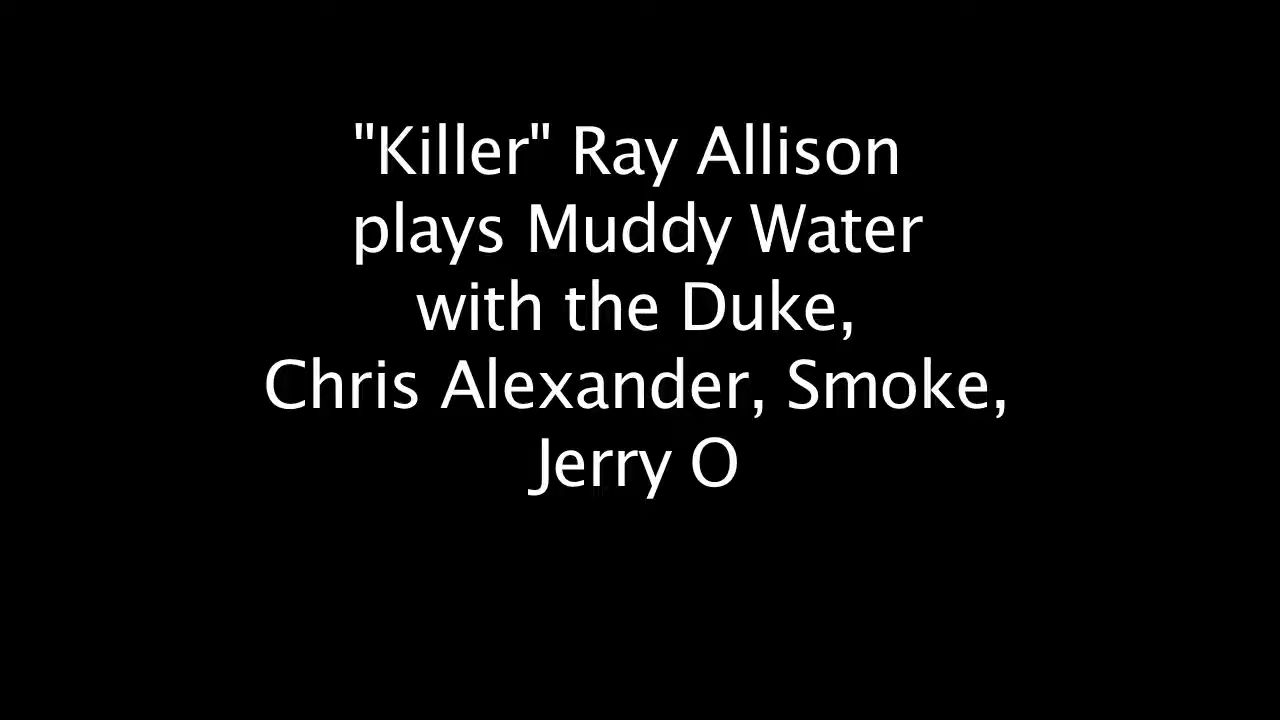 "Killer" Ray Allison
plays Muddy Water
with the Duke,
Chris Alexander, Smoke,
Jerry O